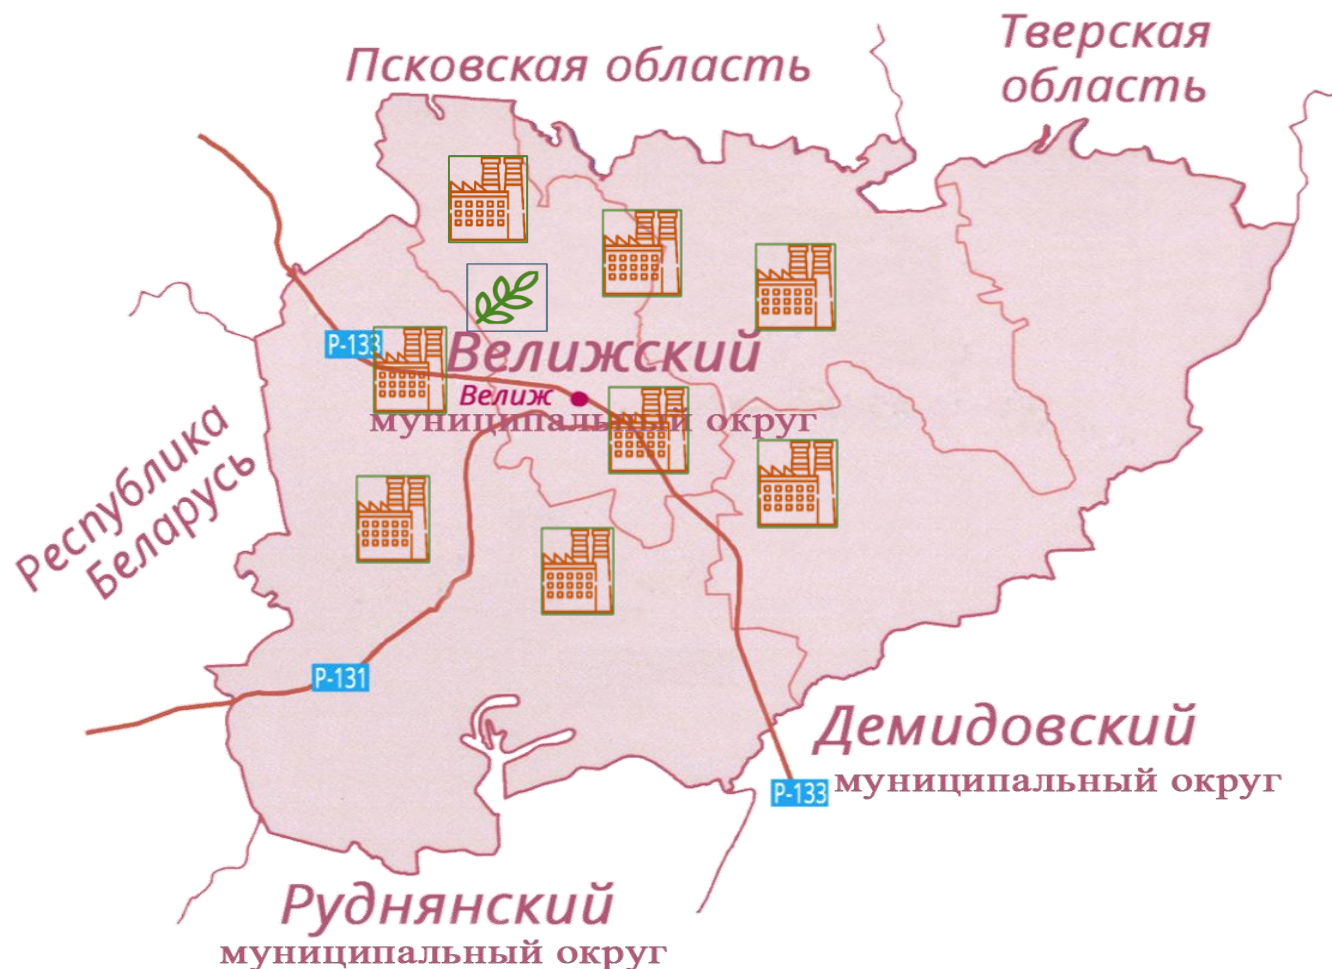 Тверская
область
Псковская область
Р-133
Велижский
Велиж
муниципальный округ
Республика
Беларусь
Р-131
Демидовский
муниципальный округ
Р-133
Руднянский
муниципальный округ